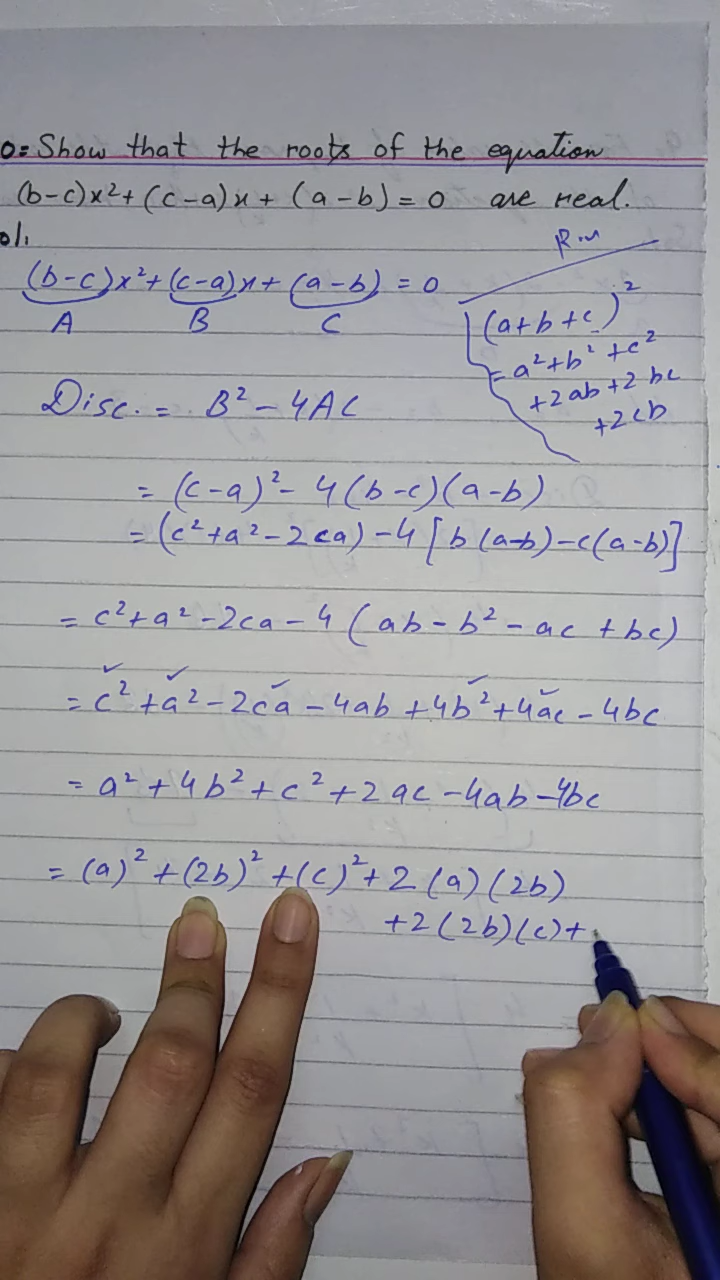 o= Show that the roots of the equation
(b-c)x²+(c-a)x+(a-b)=0 are real.
ol.
R.W
(b-c)x²+(c-a)x+(a-b)=0
A B C
(a+b+c)²
=a²+b²+c²
+2ab+2bc
+2cb
Disc. = B²-4AC
= (c-a)²-4(b-c)(a-b)
= (c²+a²-2ca)-4[b(a-b)-c(a-b)]
= c²+a²-2ca-4(ab-b²-ac+bc)
= c²+a²-2ca-4ab+4b²+4ac-4bc
= a²+4b²+c²+2ac-4ab-4bc
= (a)²+(2b)²+(c)²+2(a)(2b)
+2(2b)(c)+